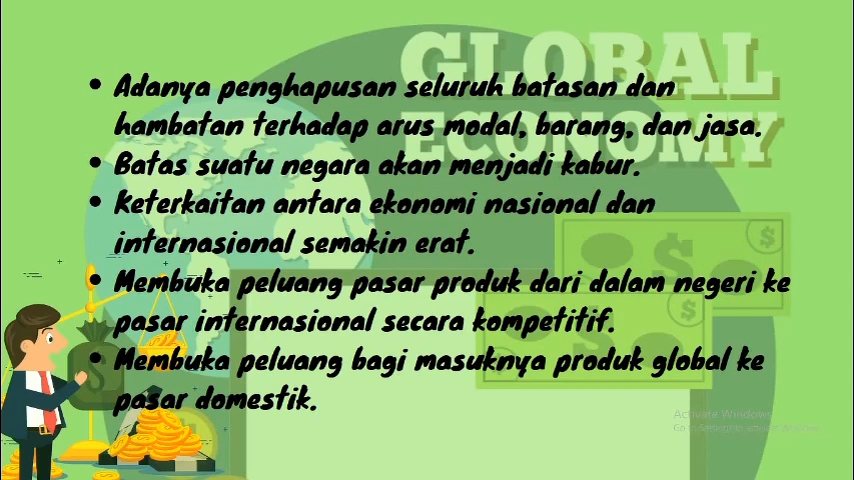 GLOBAL
ECONOMY
• Adanya penghapusan seluruh batasan dan
hambatan terhadap arus modal, barang, dan jasa.
• Batas suatu negara akan menjadi kabur.
• Keterkaitan antara ekonomi nasional dan
internasional semakin erat.
• Membuka peluang pasar produk dari dalam negeri ke
pasar internasional secara kompetitif.
• Membuka peluang bagi masuknya produk global ke
pasar domestik.
Activate Windows